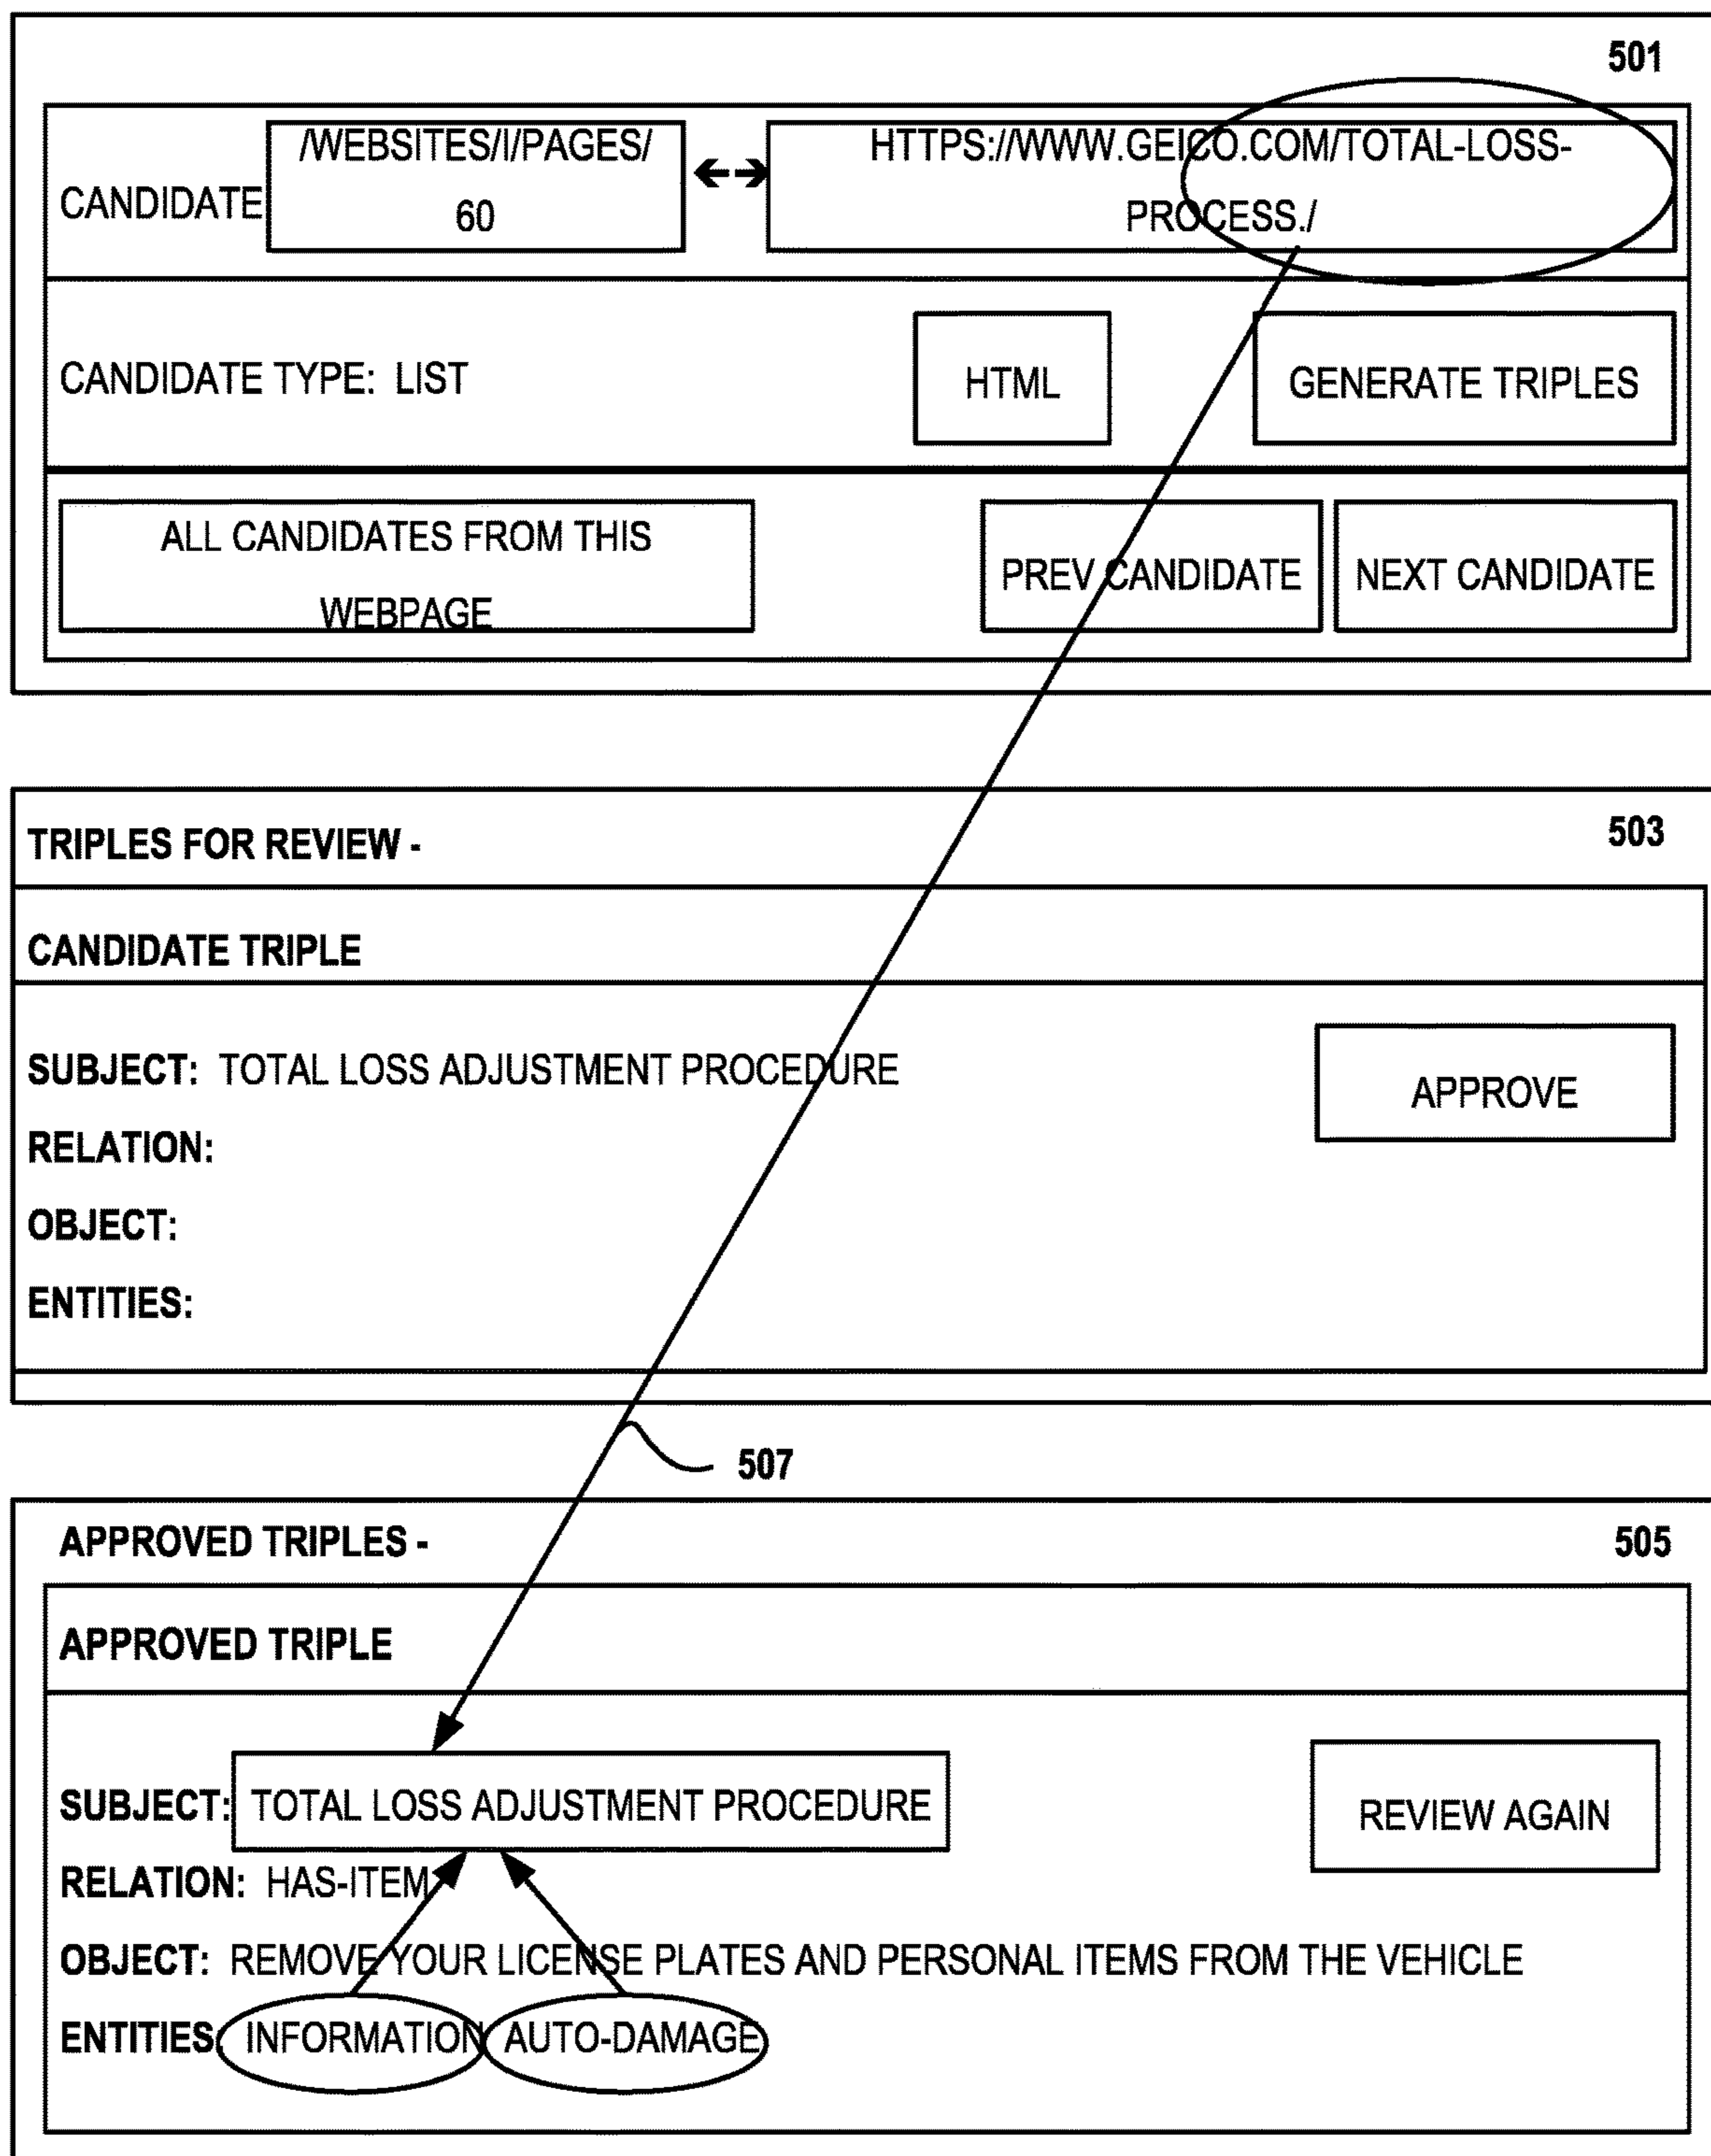 501
CANDIDATE
/WEBSITES/I//PAGES/
60
HTTPS://WWW.GEICO.COM/TOTAL-LOSS-
PROCESS./
CANDIDATE TYPE: LIST
HTML
GENERATE TRIPLES
ALL CANDIDATES FROM THIS
WEBPAGE
PREV CANDIDATE
NEXT CANDIDATE
TRIPLES FOR REVIEW -
503
CANDIDATE TRIPLE
SUBJECT: TOTAL LOSS ADJUSTMENT PROCEDURE
APPROVE
RELATION:
OBJECT:
ENTITIES:
507
APPROVED TRIPLES -
505
APPROVED TRIPLE
SUBJECT: TOTAL LOSS ADJUSTMENT PROCEDURE
REVIEW AGAIN
RELATION: HAS-ITEM
OBJECT: REMOVE YOUR LICENSE PLATES AND PERSONAL ITEMS FROM THE VEHICLE
ENTITIES INFORMATION AUTO-DAMAGE